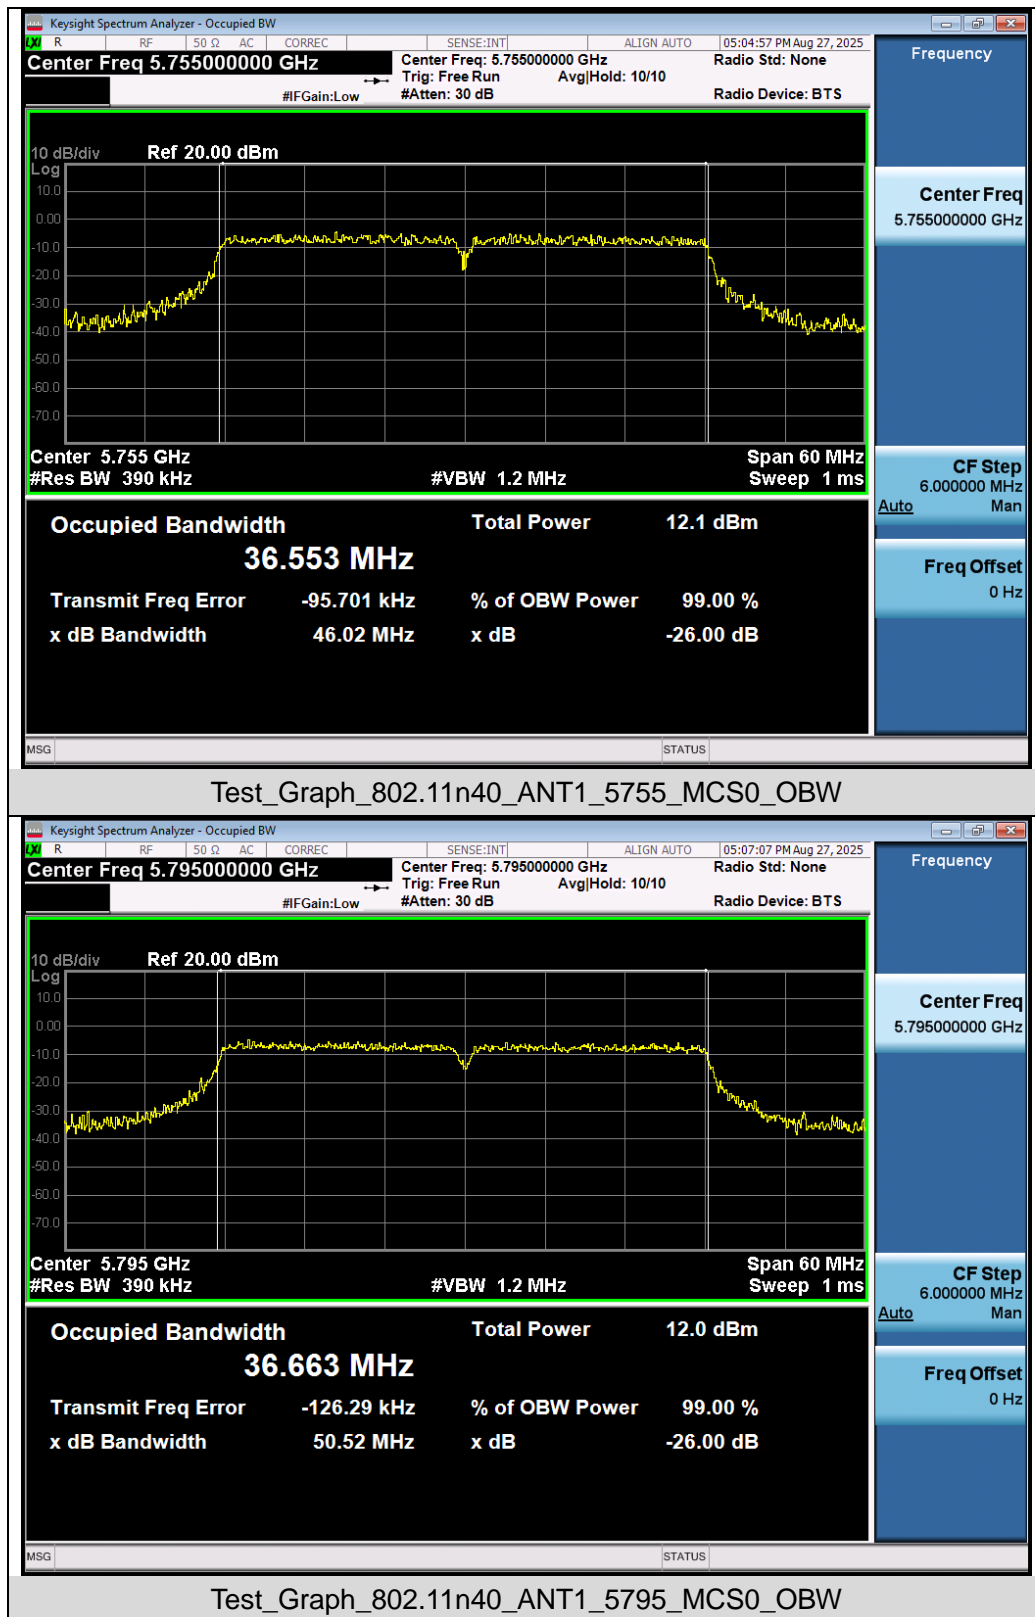 Keysight Spectrum Analyzer - Occupied BW
LXI R RF 50 Ω AC CORREC SENSE:INT ALIGN AUTO 05:04:57 PM Aug 27, 2025
Center Freq 5.755000000 GHz
Center Freq: 5.755000000 GHz
Radio Std: None
Trig: Free Run Avg|Hold: 10/10
#IFGain:Low
#Atten: 30 dB
Radio Device: BTS
Frequency
10 dB/div Ref 20.00 dBm
Log
10.0
0.00
-10.0
-20.0
-30.0
-40.0
-50.0
-60.0
-70.0
Center 5.755 GHz Span 60 MHz
#Res BW 390 kHz #VBW 1.2 MHz Sweep 1 ms
Center Freq
5.755000000 GHz
CF Step
6.000000 MHz
Auto Man
Freq Offset
0 Hz
Occupied Bandwidth Total Power 12.1 dBm
36.553 MHz
Transmit Freq Error -95.701 kHz % of OBW Power 99.00 %
x dB Bandwidth 46.02 MHz x dB -26.00 dB
MSG STATUS
Test_Graph_802.11n40_ANT1_5755_MCS0_OBW
Keysight Spectrum Analyzer - Occupied BW
LXI R RF 50 Ω AC CORREC SENSE:INT ALIGN AUTO 05:07:07 PM Aug 27, 2025
Center Freq 5.795000000 GHz
Center Freq: 5.795000000 GHz
Radio Std: None
Trig: Free Run Avg|Hold: 10/10
#IFGain:Low
#Atten: 30 dB
Radio Device: BTS
Frequency
10 dB/div Ref 20.00 dBm
Log
10.0
0.00
-10.0
-20.0
-30.0
-40.0
-50.0
-60.0
-70.0
Center 5.795 GHz Span 60 MHz
#Res BW 390 kHz #VBW 1.2 MHz Sweep 1 ms
Center Freq
5.795000000 GHz
CF Step
6.000000 MHz
Auto Man
Freq Offset
0 Hz
Occupied Bandwidth Total Power 12.0 dBm
36.663 MHz
Transmit Freq Error -126.29 kHz % of OBW Power 99.00 %
x dB Bandwidth 50.52 MHz x dB -26.00 dB
MSG STATUS
Test_Graph_802.11n40_ANT1_5795_MCS0_OBW